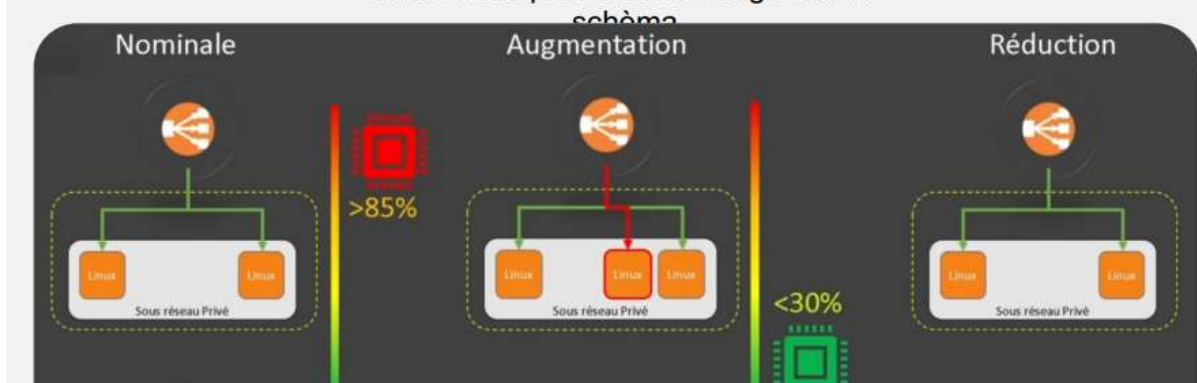 schèma
Nominale
Augmentation
Réduction
>85%
Linux
Linux
Sous réseau Privé
Linux
Linux
Linux
Sous réseau Privé
<30%
Linux
Linux
Sous réseau Privé